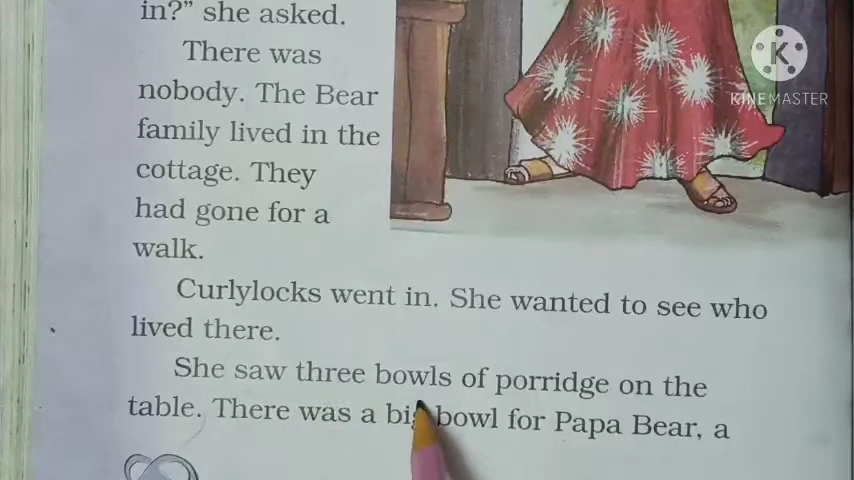 in?” she asked.
There was
nobody. The Bear
family lived in the
cottage. They
had gone for a
walk.
Curlylocks went in. She wanted to see who
lived there.
She saw three bowls of porridge on the
table. There was a big bowl for Papa Bear, a
K
KINEMASTER